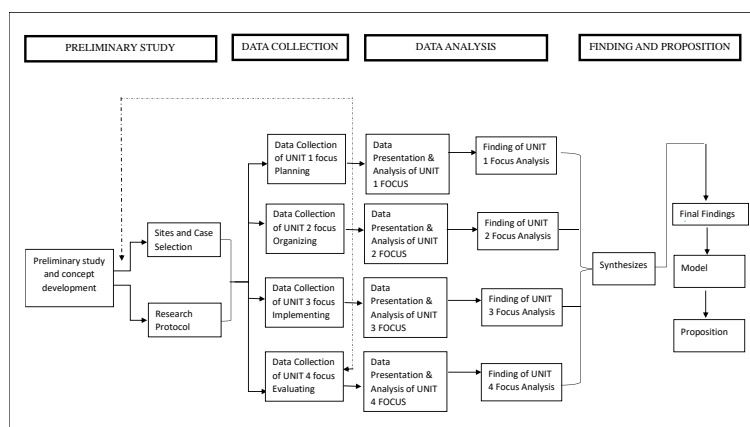 PRELIMINARY STUDY
DATA COLLECTION
DATA ANALYSIS
FINDING AND PROPOSITION
Preliminary study
and concept
development
Sites and Case
Selection
Research
Protocol
Data Collection
of UNIT 1 focus
Planning
Data Collection
of UNIT 2 focus
Organizing
Data Collection
of UNIT 3 focus
Implementing
Data Collection
of UNIT 4 focus
Evaluating
Data
Presentation &
Analysis of UNIT
1 FOCUS
Data
Presentation &
Analysis of UNIT
2 FOCUS
Data
Presentation &
Analysis of UNIT
3 FOCUS
Data
Presentation &
Analysis of UNIT
4 FOCUS
Finding of UNIT
1 Focus Analysis
Finding of UNIT
2 Focus Analysis
Finding of UNIT
3 Focus Analysis
Finding of UNIT
4 Focus Analysis
Synthesizes
Final Findings
Model
Proposition